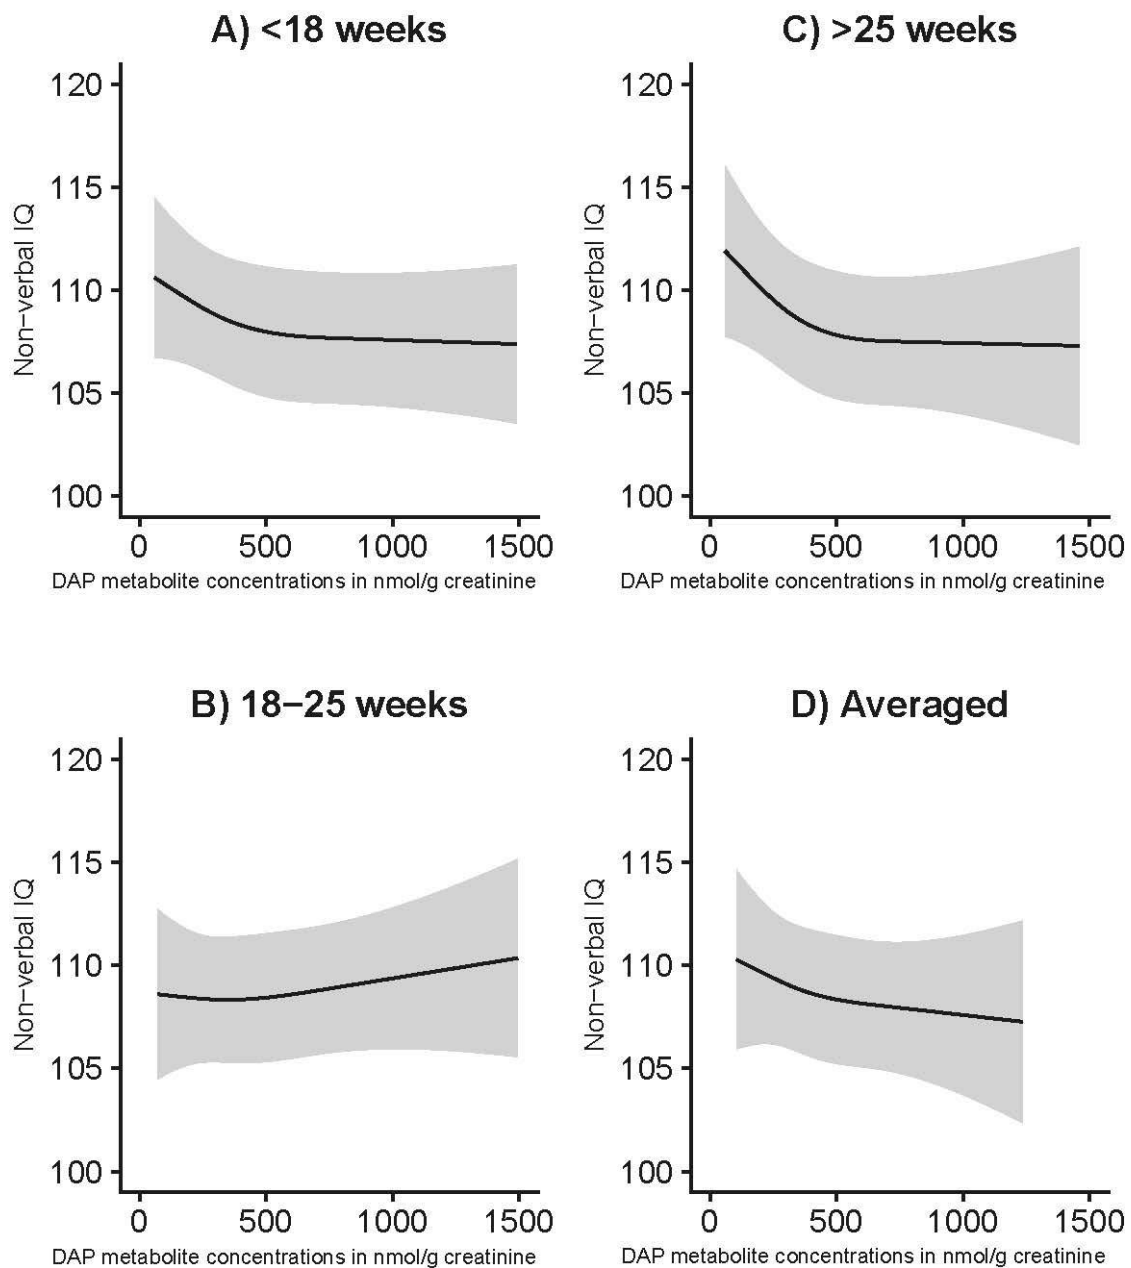 A) <18 weeks
120
115
110
105
100
Non−verbal IQ
0 500 1000 1500
DAP metabolite concentrations in nmol/g creatinine
C) >25 weeks
120
115
110
105
100
Non−verbal IQ
0 500 1000 1500
DAP metabolite concentrations in nmol/g creatinine
B) 18−25 weeks
120
115
110
105
100
Non−verbal IQ
0 500 1000 1500
DAP metabolite concentrations in nmol/g creatinine
D) Averaged
120
115
110
105
100
Non−verbal IQ
0 500 1000 1500
DAP metabolite concentrations in nmol/g creatinine